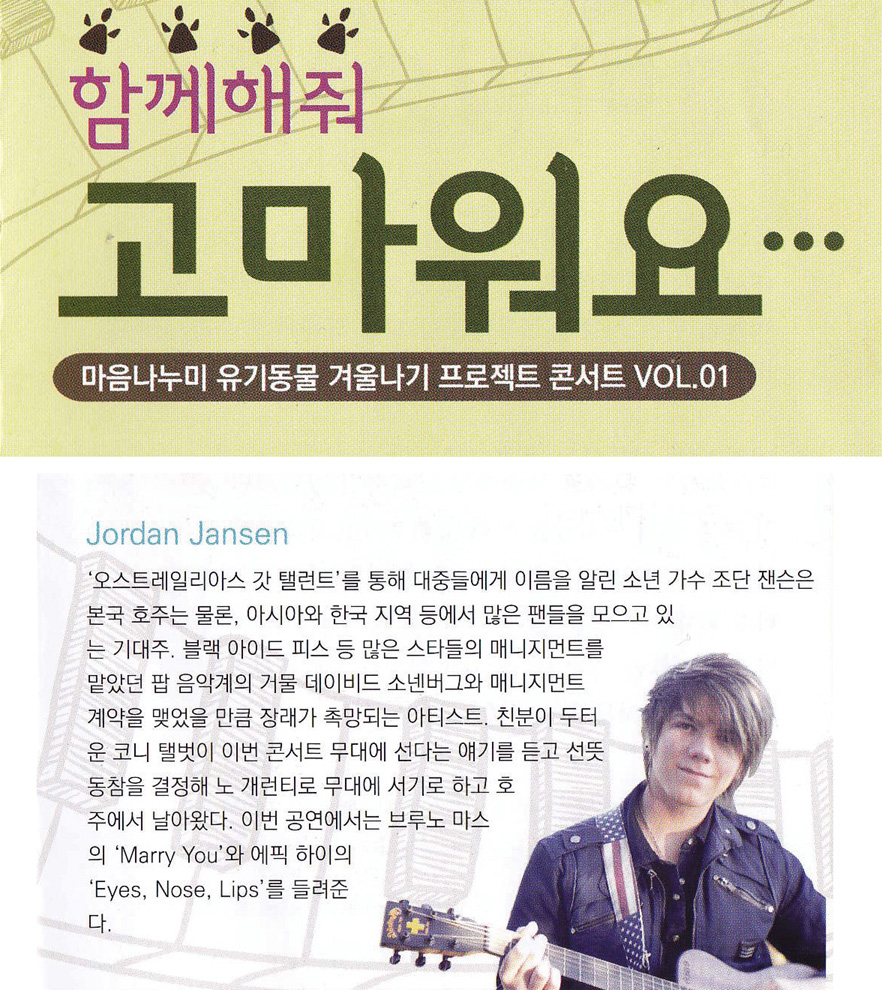 함께해줘
고마워요...
마음나누미 유기동물 겨울나기 프로젝트 콘서트 VOL.01
Jordan Jansen
‘오스트레일리아스 갓 탤런트’를 통해 대중들에게 이름을 알린 소년 가수 조단 잰슨은
본국 호주는 물론, 아시아와 한국 지역 등에서 많은 팬들을 모으고 있
는 기대주. 블랙 아이드 피스 등 많은 스타들의 매니지먼트를
맡았던 팝 음악계의 거물 데이비드 소넨버그와 매니지먼트
계약을 맺었을 만큼 장래가 촉망되는 아티스트. 친분이 두터
운 코니 탤벗이 이번 콘서트 무대에 선다는 얘기를 듣고 선뜻
동참을 결정해 노 개런티로 무대에 서기로 하고 호
주에서 날아왔다. 이번 공연에서는 브루노 마스
의 ‘Marry You’와 에픽 하이의
‘Eyes, Nose, Lips’를 들려준
다.